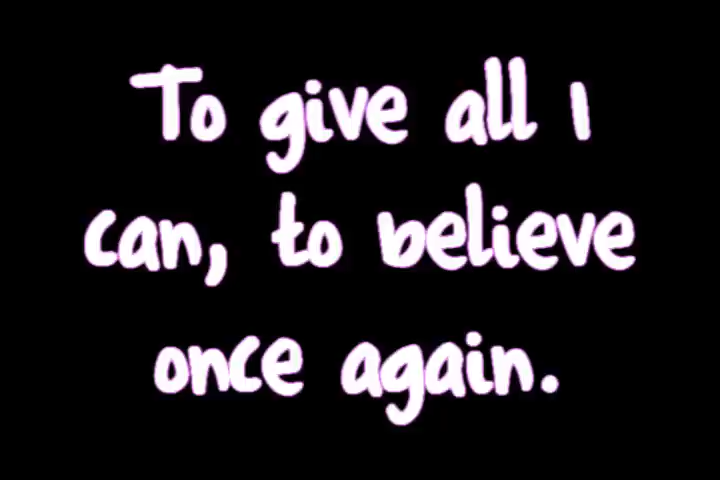 To give all I
can, to believe
once again.